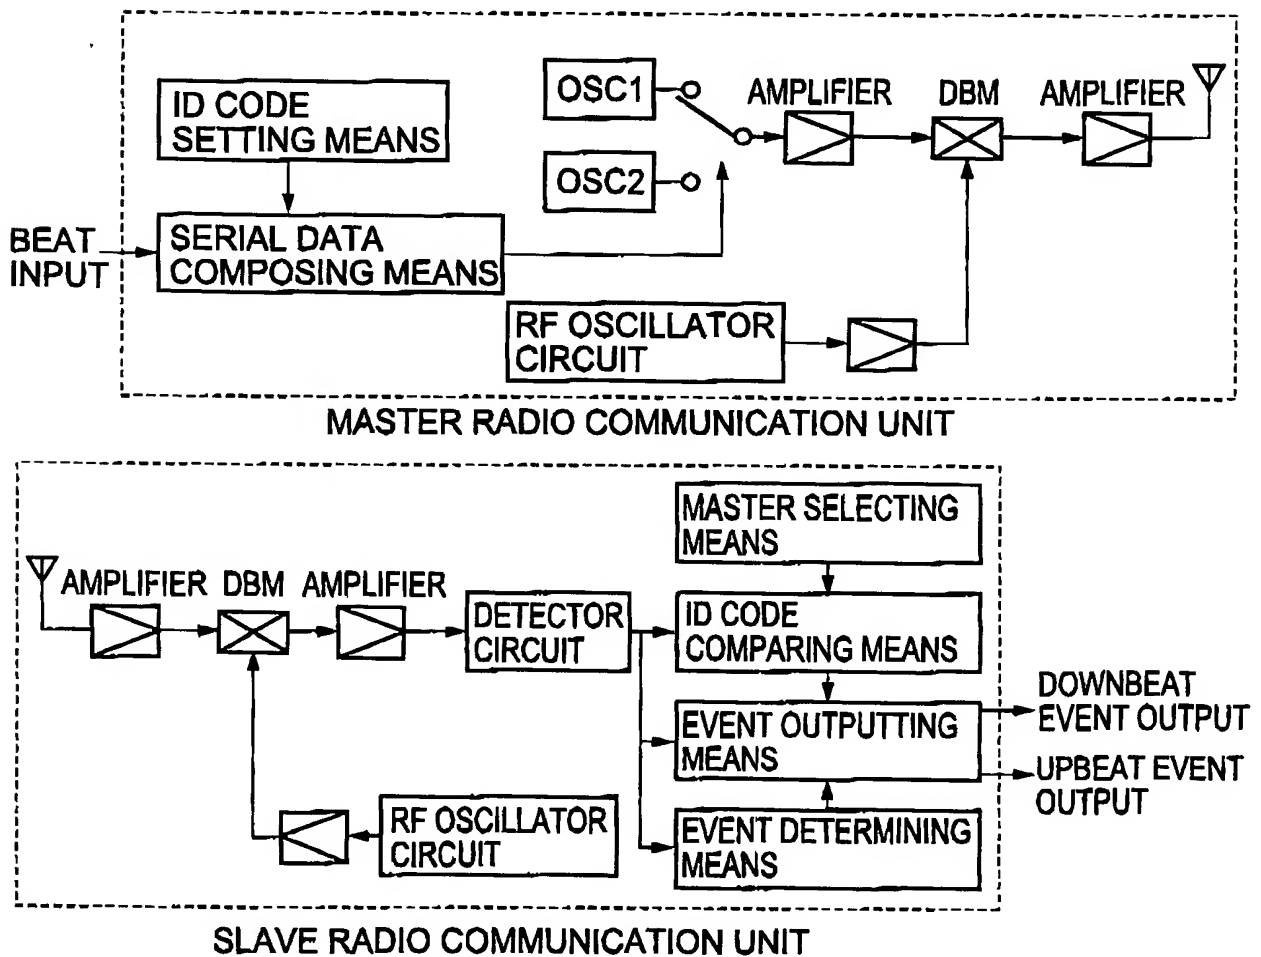 ID CODE
SETTING MEANS
OSC1
AMPLIFIER
DBM
AMPLIFIER
OSC2
BEAT
INPUT
SERIAL DATA
COMPOSING MEANS
RF OSCILLATOR
CIRCUIT
MASTER RADIO COMMUNICATION UNIT
MASTER SELECTING
MEANS
AMPLIFIER
DBM
AMPLIFIER
DETECTOR
CIRCUIT
ID CODE
COMPARING MEANS
EVENT OUTPUTTING
MEANS
DOWNBEAT
EVENT OUTPUT
UPBEAT EVENT
OUTPUT
RF OSCILLATOR
CIRCUIT
EVENT DETERMINING
MEANS
SLAVE RADIO COMMUNICATION UNIT